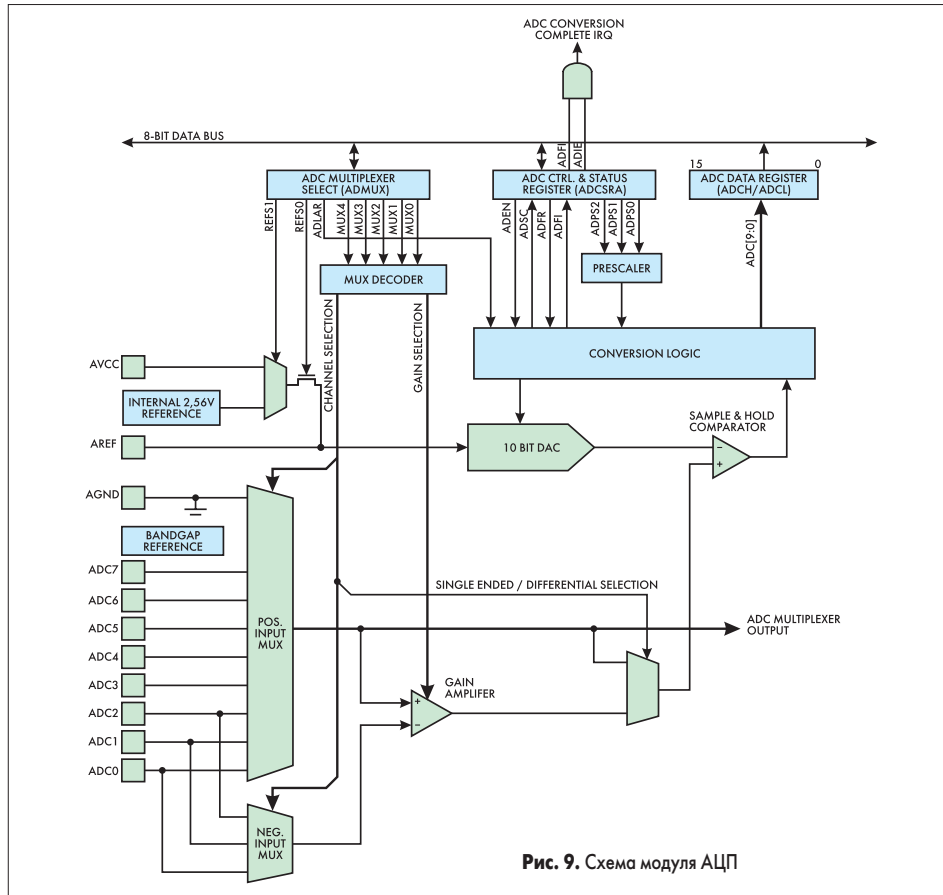 ADC CONVERSION
COMPLETE IRQ
8-BIT DATA BUS
ADFI
ADIE
15
0
ADC MULTIPLEXER
SELECT (ADMUX)
ADC CTRL. & STATUS
REGISTER (ADCSRA)
ADC DATA REGISTER
(ADCH/ADCL)
REFS1
REFS0
ADLAR
MUX4
MUX3
MUX2
MUX1
MUX0
ADEN
ADSC
ADFR
ADFI
ADPS2
ADPS1
ADPS0
ADC[9:0]
MUX DECODER
PRESCALER
CHANNEL SELECTION
GAIN SELECTION
CONVERSION LOGIC
AVCC
INTERNAL 2,56V
REFERENCE
AREF
10 BIT DAC
SAMPLE & HOLD
COMPARATOR
−
+
AGND
BANDGAP
REFERENCE
ADC7
SINGLE ENDED / DIFFERENTIAL SELECTION
ADC6
ADC5
POS.
INPUT
MUX
ADC MULTIPLEXER
OUTPUT
ADC4
ADC3
GAIN
AMPLIFER
+
−
ADC2
ADC1
ADC0
NEG.
INPUT
MUX
Рис. 9. Схема модуля АЦП